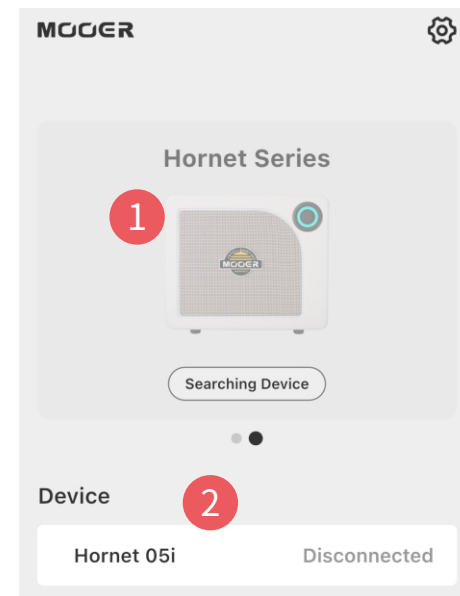 MOOER
Hornet Series
1
MOOER
Searching Device
Device
2
Hornet 05i Disconnected